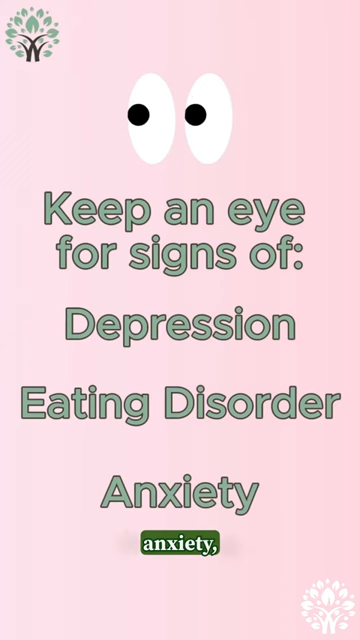 Keep an eye
for signs of:
Depression
Eating Disorder
Anxiety
anxiety,